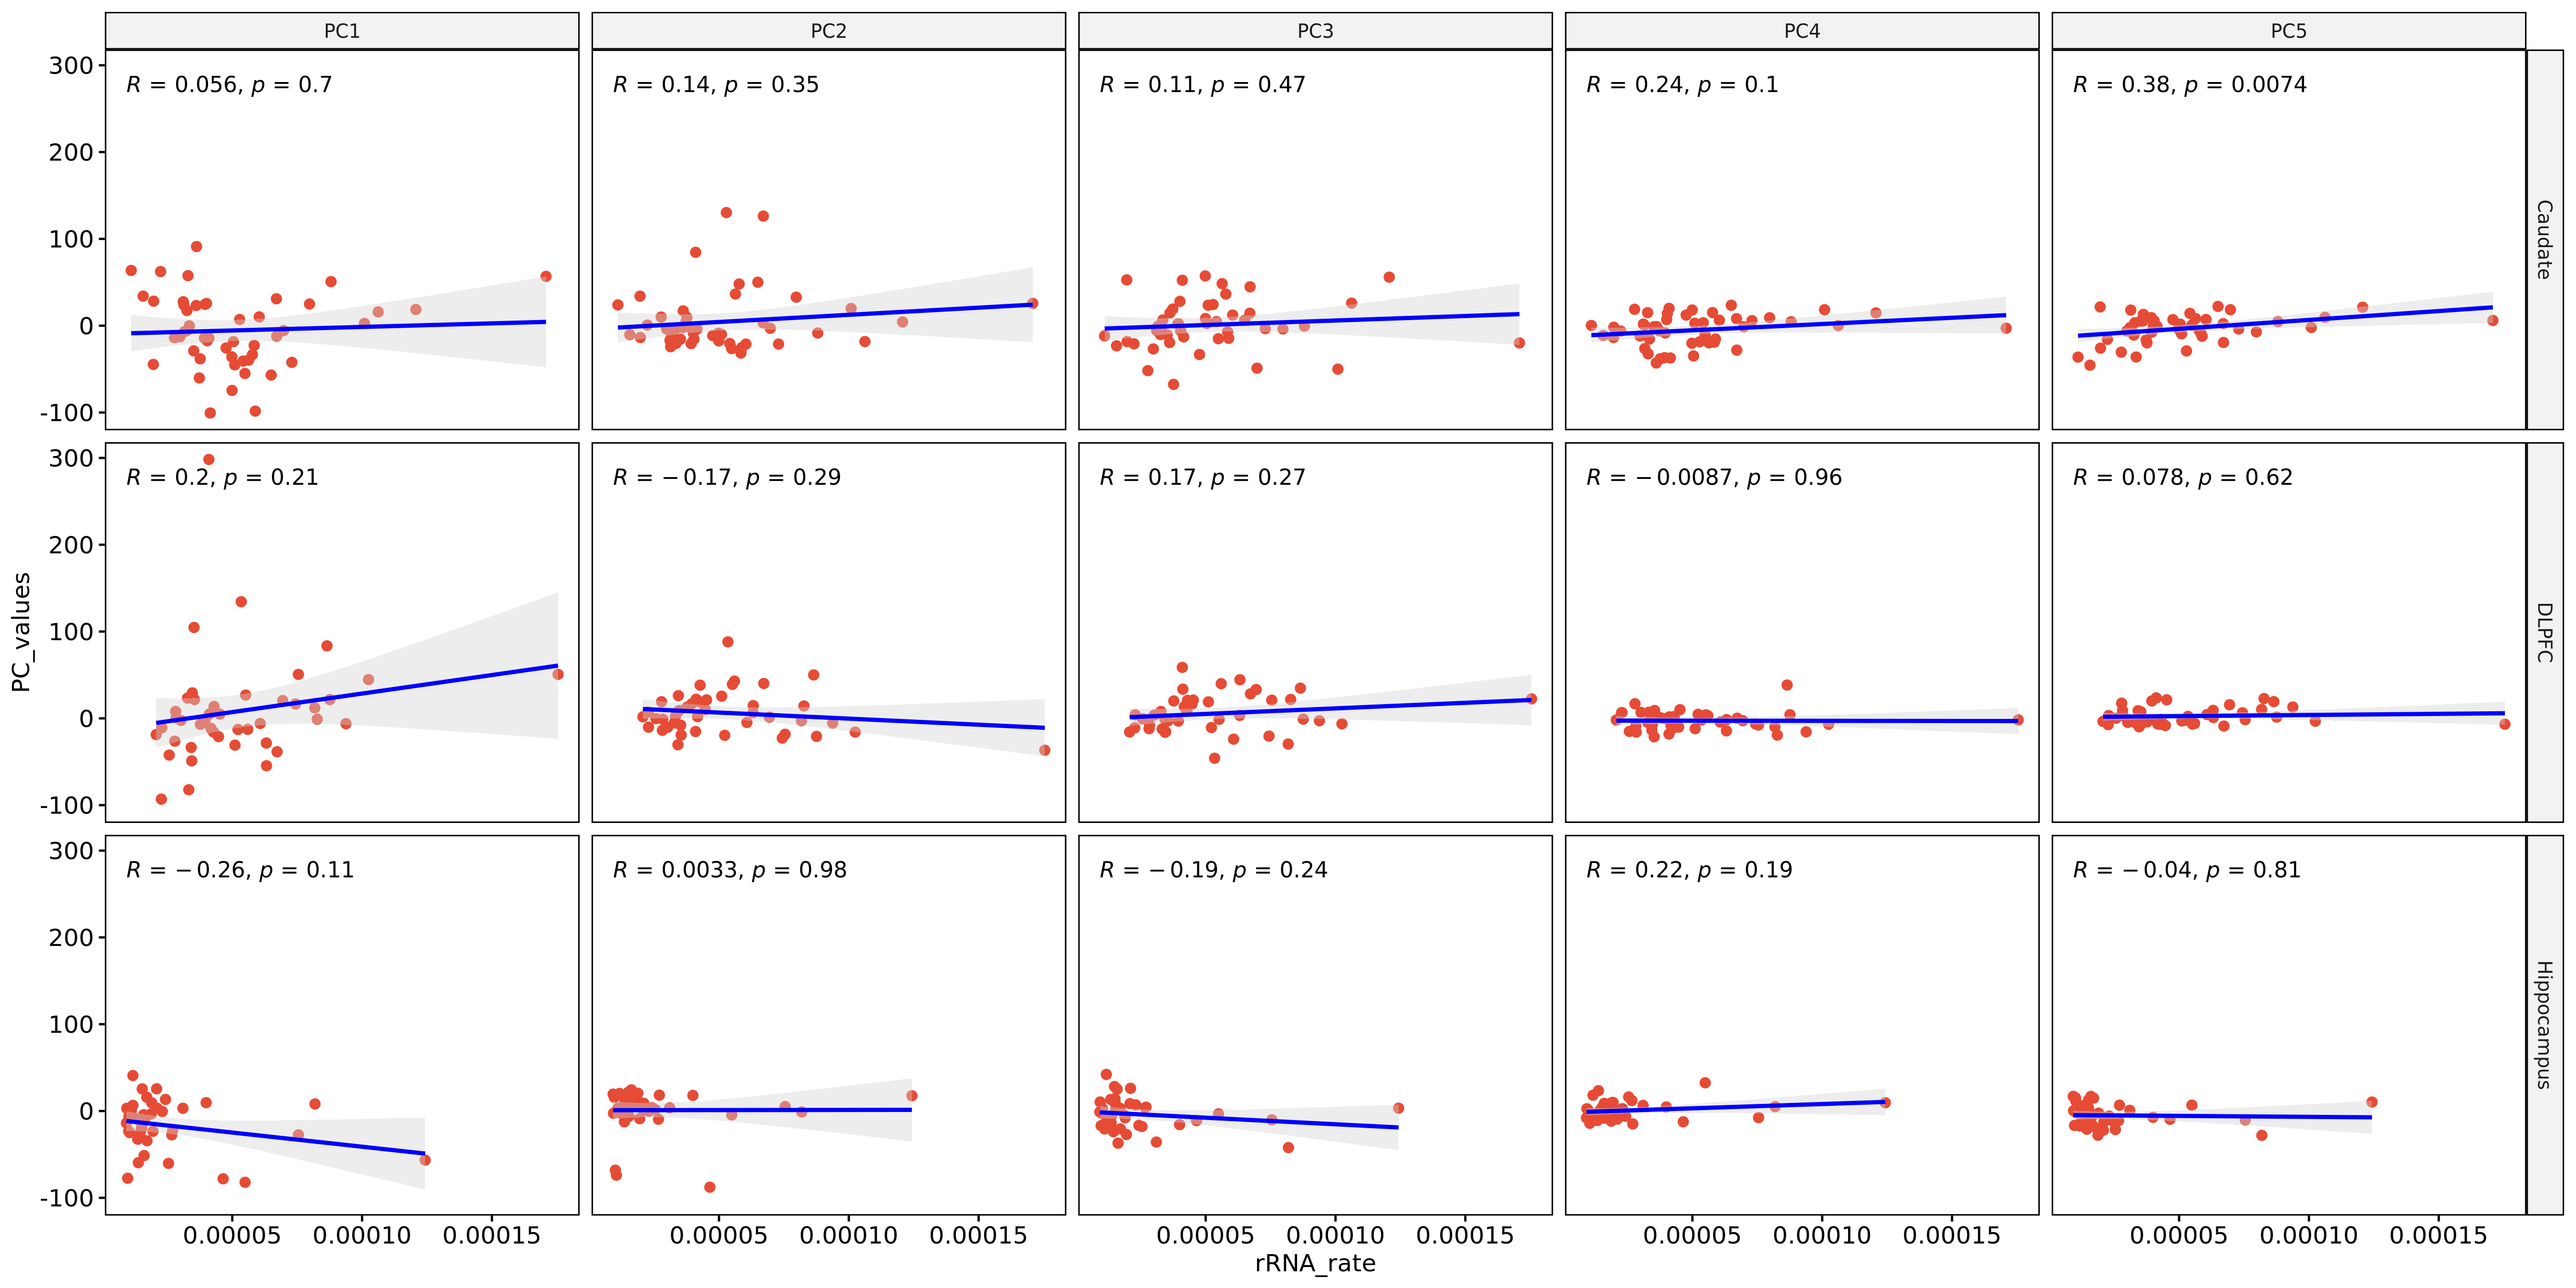 PC1 PC2 PC3 PC4 PC5
300 R = 0.056, p = 0.7 R = 0.14, p = 0.35 R = 0.11, p = 0.47 R = 0.24, p = 0.1 R = 0.38, p = 0.0074
200
100
0
-100
Caudate
300 R = 0.2, p = 0.21 R = −0.17, p = 0.29 R = 0.17, p = 0.27 R = −0.0087, p = 0.96 R = 0.078, p = 0.62
200
100
0
-100
DLPFC
PC_values
300 R = −0.26, p = 0.11 R = 0.0033, p = 0.98 R = −0.19, p = 0.24 R = 0.22, p = 0.19 R = −0.04, p = 0.81
200
100
0
-100
Hippocampus
0.00005 0.00010 0.00015 0.00005 0.00010 0.00015 0.00005 0.00010 0.00015 0.00005 0.00010 0.00015 0.00005 0.00010 0.00015
rRNA_rate